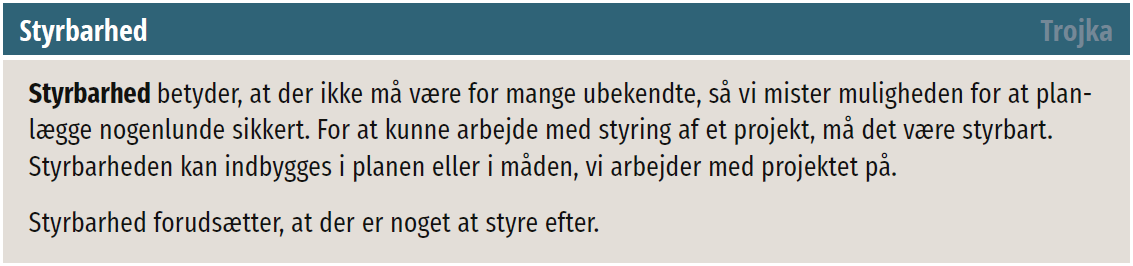 Styrbarhed Trojka
Styrbarhed betyder, at der ikke må være for mange ubekendte, så vi mister muligheden for at plan-
lægge nogenlunde sikkert. For at kunne arbejde med styring af et projekt, må det være styrbart.
Styrbarheden kan indbygges i planen eller i måden, vi arbejder med projektet på.
Styrbarhed forudsætter, at der er noget at styre efter.